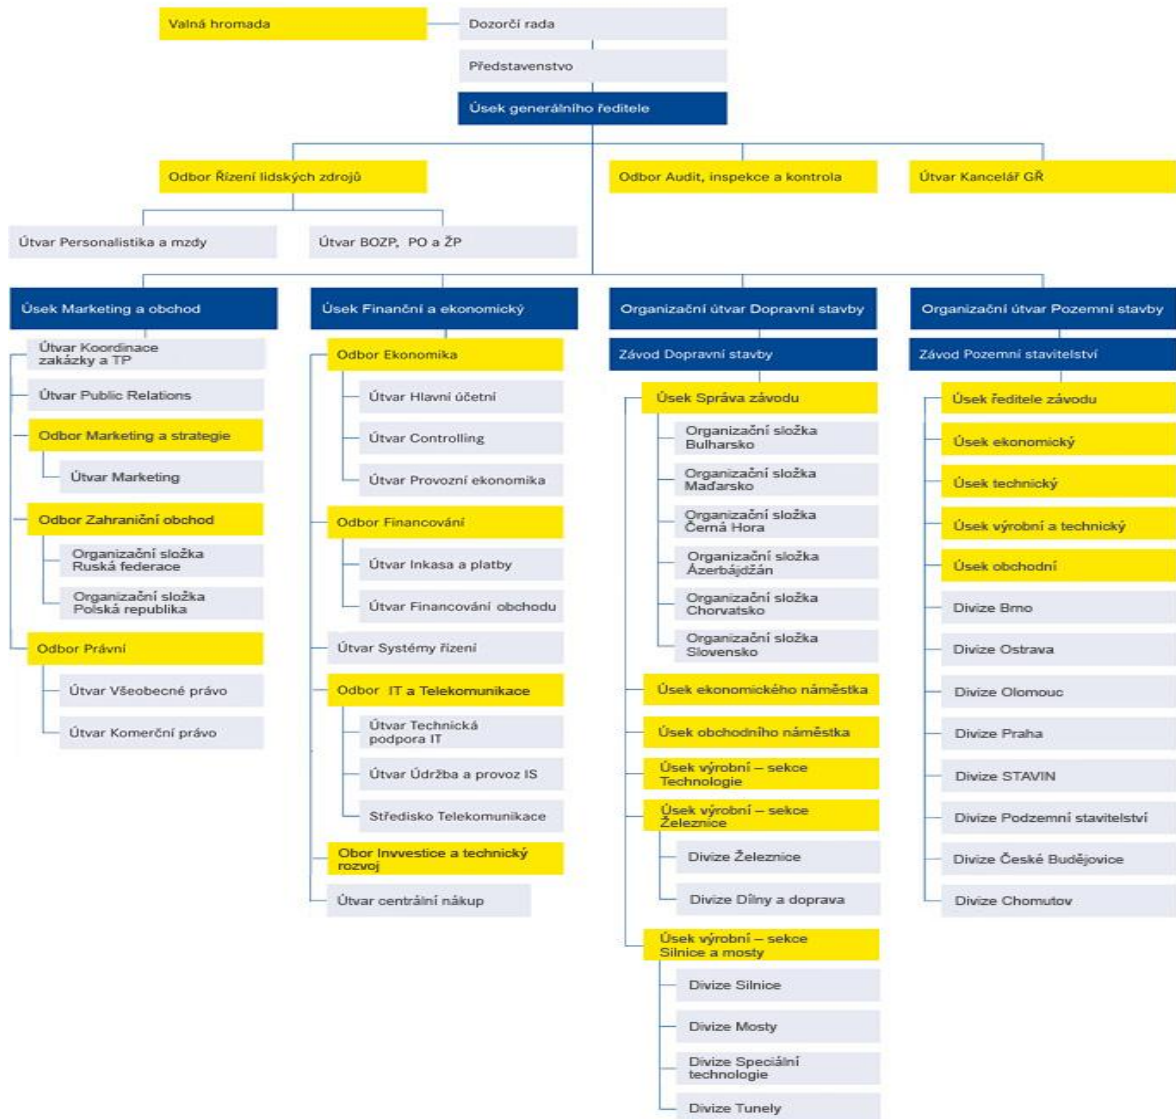 Valná hromada
Dozorčí rada
Představenstvo
Úsek generálního ředitele
Odbor Řízení lidských zdrojů
Odbor Audit, inspekce a kontrola
Útvar Kancelář GŘ
Útvar Personalistika a mzdy
Útvar BOZP, PO a ŽP
Úsek Marketing a obchod
Útvar Koordinace
zakázky a TP
Útvar Public Relations
Odbor Marketing a strategie
Útvar Marketing
Odbor Zahraniční obchod
Organizační složka
Ruská federace
Organizační složka
Polská republika
Odbor Právní
Útvar Všeobecné právo
Útvar Komerční právo
Úsek Finanční a ekonomický
Odbor Ekonomika
Útvar Hlavní účetní
Útvar Controlling
Útvar Provozní ekonomika
Odbor Financování
Útvar Inkasa a platby
Útvar Financování obchodu
Útvar Systémy řízení
Odbor IT a Telekomunikace
Útvar Technická
podpora IT
Útvar Údržba a provoz IS
Středisko Telekomunikace
Obor Invvestice a technický
rozvoj
Útvar centrální nákup
Organizační útvar Dopravní stavby
Závod Dopravní stavby
Úsek Správa závodu
Organizační složka
Bulharsko
Organizační složka
Maďarsko
Organizační složka
Černá Hora
Organizační složka
Ázerbájdžán
Organizační složka
Chorvatsko
Organizační složka
Slovensko
Úsek ekonomického náměstka
Úsek obchodního náměstka
Úsek výrobní – sekce
Technologie
Úsek výrobní – sekce
Železnice
Divize Železnice
Divize Dílny a doprava
Úsek výrobní – sekce
Silnice a mosty
Divize Silnice
Divize Mosty
Divize Speciální
technologie
Divize Tunely
Organizační útvar Pozemní stavby
Závod Pozemní stavitelství
Úsek ředitele závodu
Úsek ekonomický
Úsek technický
Úsek výrobní a technický
Úsek obchodní
Divize Brno
Divize Ostrava
Divize Olomouc
Divize Praha
Divize STAVIN
Divize Podzemní stavitelství
Divize České Budějovice
Divize Chomutov